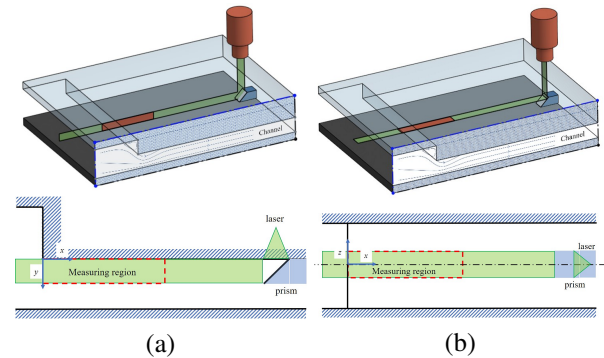 Channel
Channel
laser
x
Measuring region
y
prism
laser
z
x
Measuring region
prism
(a)
(b)